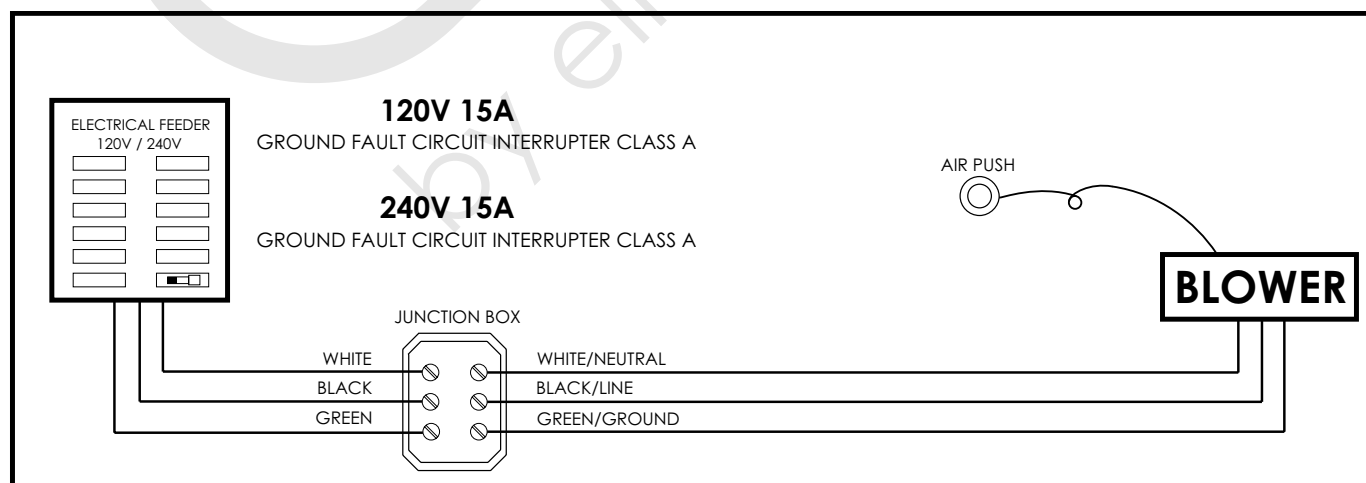 ELECTRICAL FEEDER
120V / 240V
120V 15A
GROUND FAULT CIRCUIT INTERRUPTER CLASS A
240V 15A
GROUND FAULT CIRCUIT INTERRUPTER CLASS A
AIR PUSH
BLOWER
JUNCTION BOX
WHITE
WHITE/NEUTRAL
BLACK
BLACK/LINE
GREEN
GREEN/GROUND
by